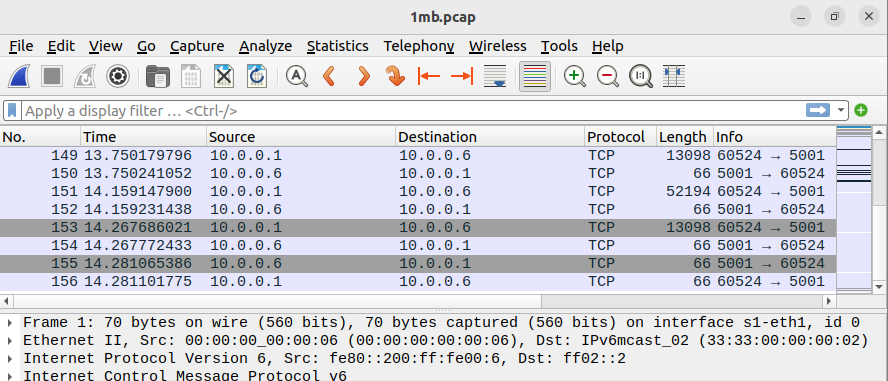 1mb.pcap
File Edit View Go Capture Analyze Statistics Telephony Wireless Tools Help
Apply a display filter … <Ctrl-/>
No. Time Source Destination Protocol Length Info
149 13.750179796 10.0.0.1 10.0.0.6 TCP 13098 60524 → 5001
150 13.750241052 10.0.0.6 10.0.0.1 TCP 66 5001 → 60524
151 14.159147900 10.0.0.1 10.0.0.6 TCP 52194 60524 → 5001
152 14.159231438 10.0.0.6 10.0.0.1 TCP 66 5001 → 60524
153 14.267686021 10.0.0.1 10.0.0.6 TCP 13098 60524 → 5001
154 14.267772433 10.0.0.6 10.0.0.1 TCP 66 5001 → 60524
155 14.281065386 10.0.0.6 10.0.0.1 TCP 66 5001 → 60524
156 14.281101775 10.0.0.1 10.0.0.6 TCP 66 60524 → 5001
Frame 1: 70 bytes on wire (560 bits), 70 bytes captured (560 bits) on interface s1-eth1, id 0
Ethernet II, Src: 00:00:00_00:00:06 (00:00:00:00:00:06), Dst: IPv6mcast_02 (33:33:00:00:00:02)
Internet Protocol Version 6, Src: fe80::200:ff:fe00:6, Dst: ff02::2
Internet Control Message Protocol v6